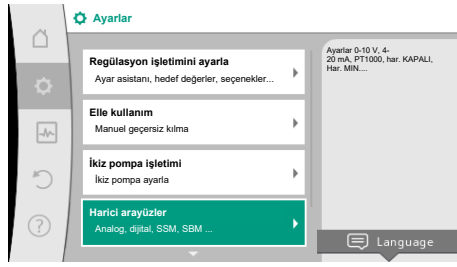 Ayarlar
Regülasyon işletimini ayarla
Ayar asistanı, hedef değerler, seçenekler...
Elle kullanım
Manuel geçersiz kılma
İkiz pompa işletimi
İkiz pompa ayarla
Harici arayüzler
Analog, dijital, SSM, SBM ...
Ayarlar 0-10 V, 4-
20 mA, PT1000, har. KAPALI,
Har. MIN....
Language